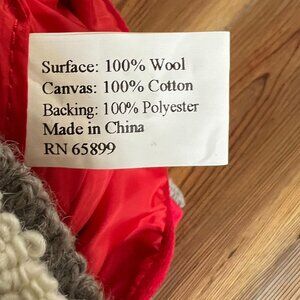 Surface: 100% Wool
Canvas: 100% Cotton
Backing: 100% Polyester
Made in China
RN 65899